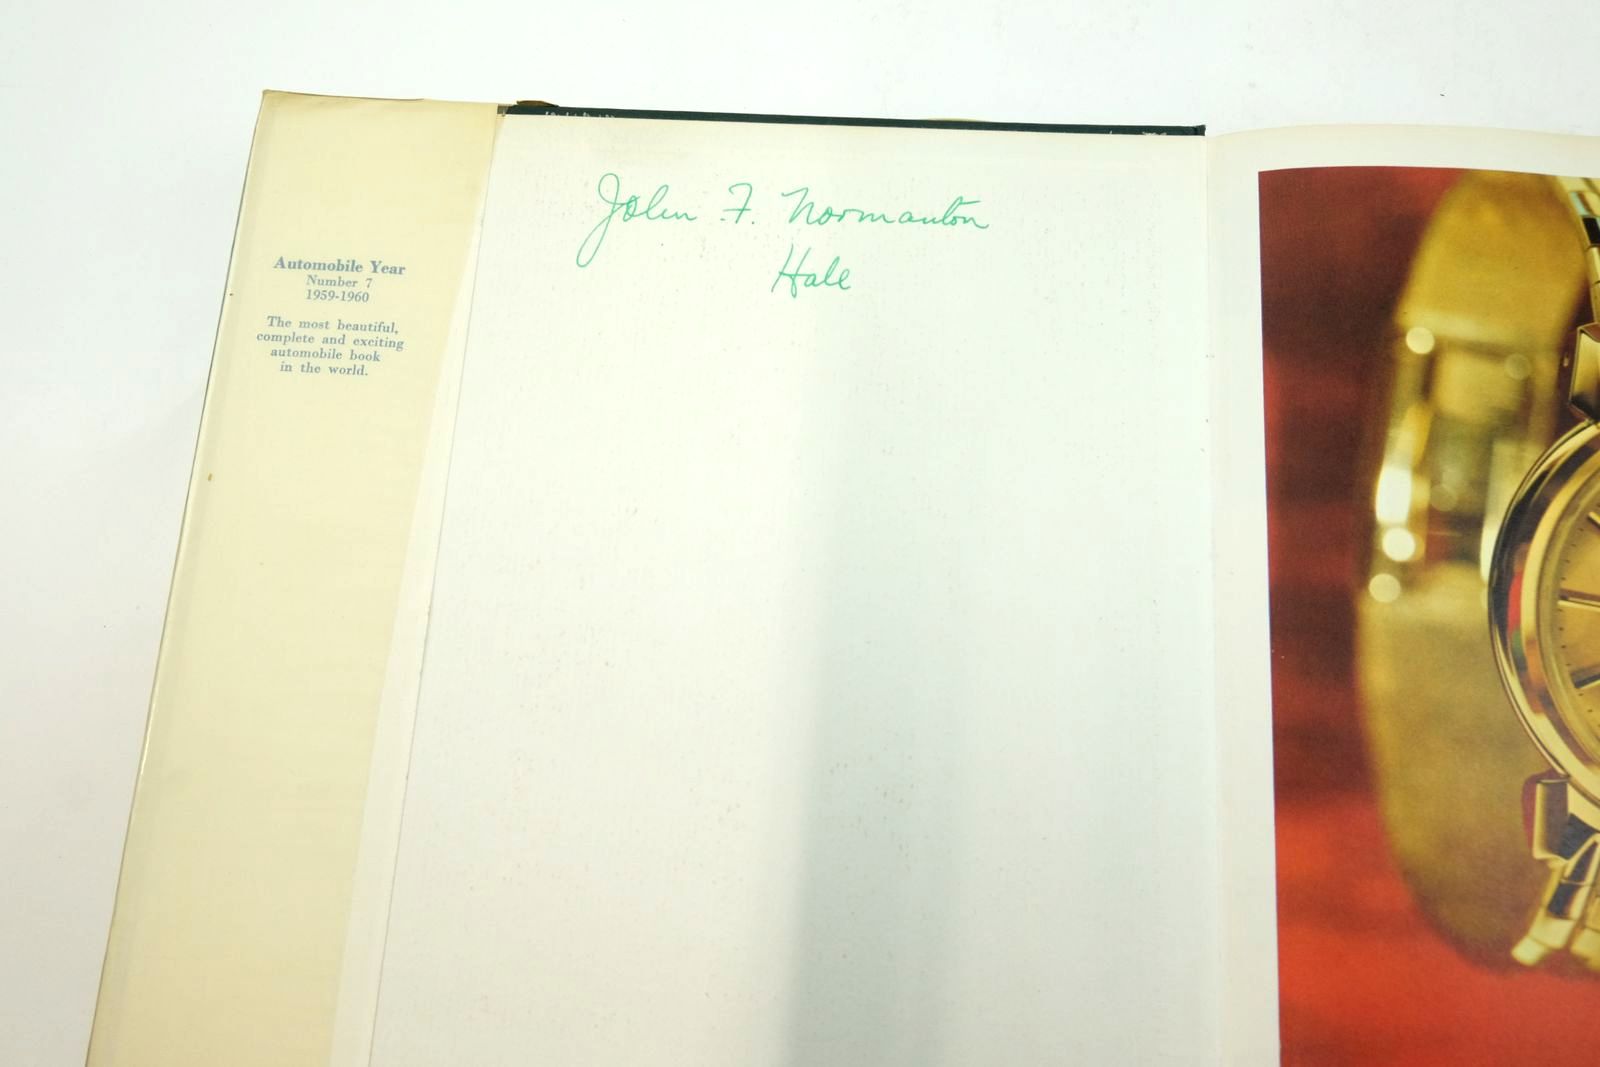 Automobile Year
Number 7
1959-1960
The most beautiful,
complete and exciting
automobile book
in the world.
John F. Normanton
Hale